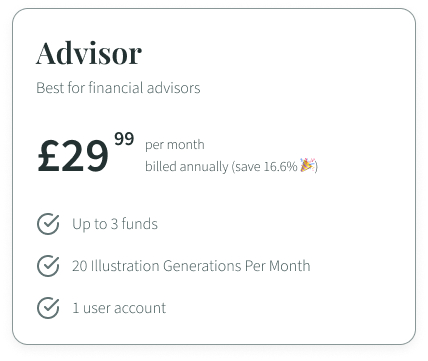 Advisor
Best for financial advisors
£29 99 per month
billed annually (save 16.6% 🎉)
Up to 3 funds
20 Illustration Generations Per Month
1 user account